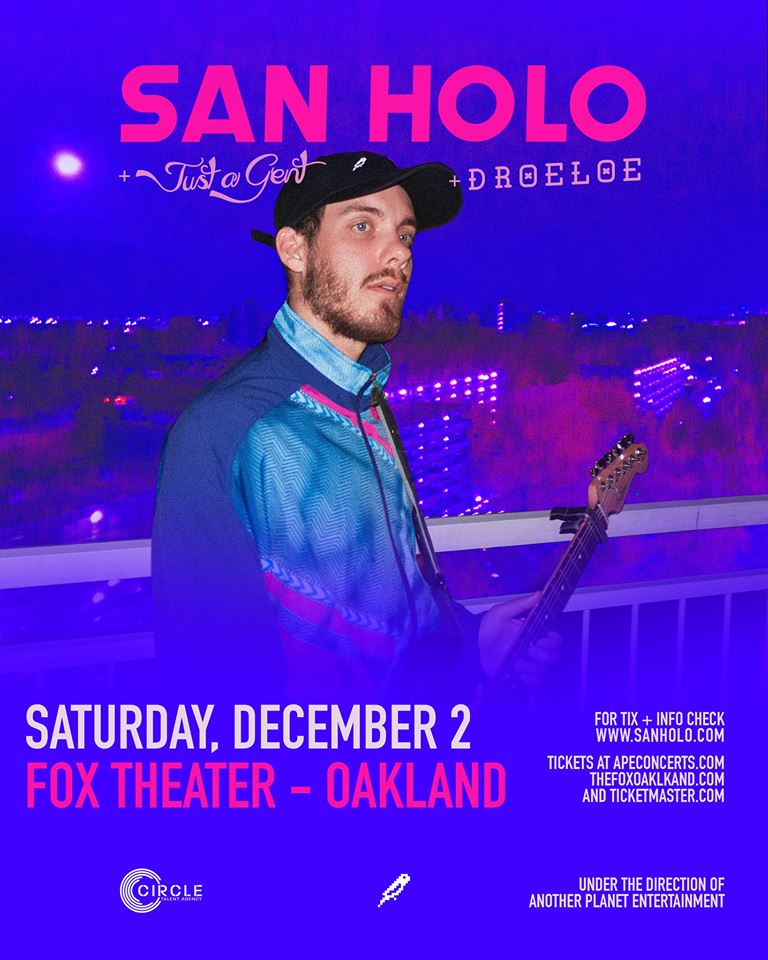 SAN HOLO
+ Just a Gent + DROELOE
SATURDAY, DECEMBER 2
FOX THEATER - OAKLAND
FOR TIX + INFO CHECK
WWW.SANHOLO.COM
TICKETS AT APECONCERTS.COM
THEFOXOAKLKAND.COM
AND TICKETMASTER.COM
CIRCLE
TALENT AGENCY
UNDER THE DIRECTION OF
ANOTHER PLANET ENTERTAINMENT